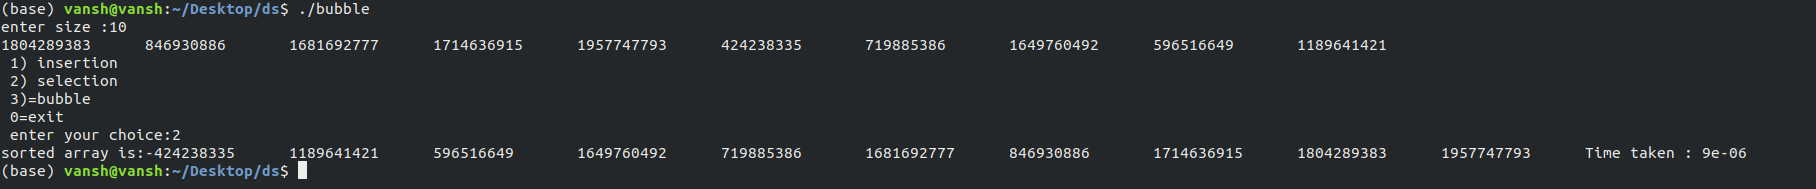 (base) vansh@vansh:~/Desktop/ds$ ./bubble
enter size :10
1804289383 846930886 1681692777 1714636915 1957747793 424238335 719885386 1649760492 596516649 1189641421
1) insertion
2) selection
3)=bubble
0=exit
enter your choice:2
sorted array is:-424238335 1189641421 596516649 1649760492 719885386 1681692777 846930886 1714636915 1804289383 1957747793 Time taken : 9e-06
(base) vansh@vansh:~/Desktop/ds$